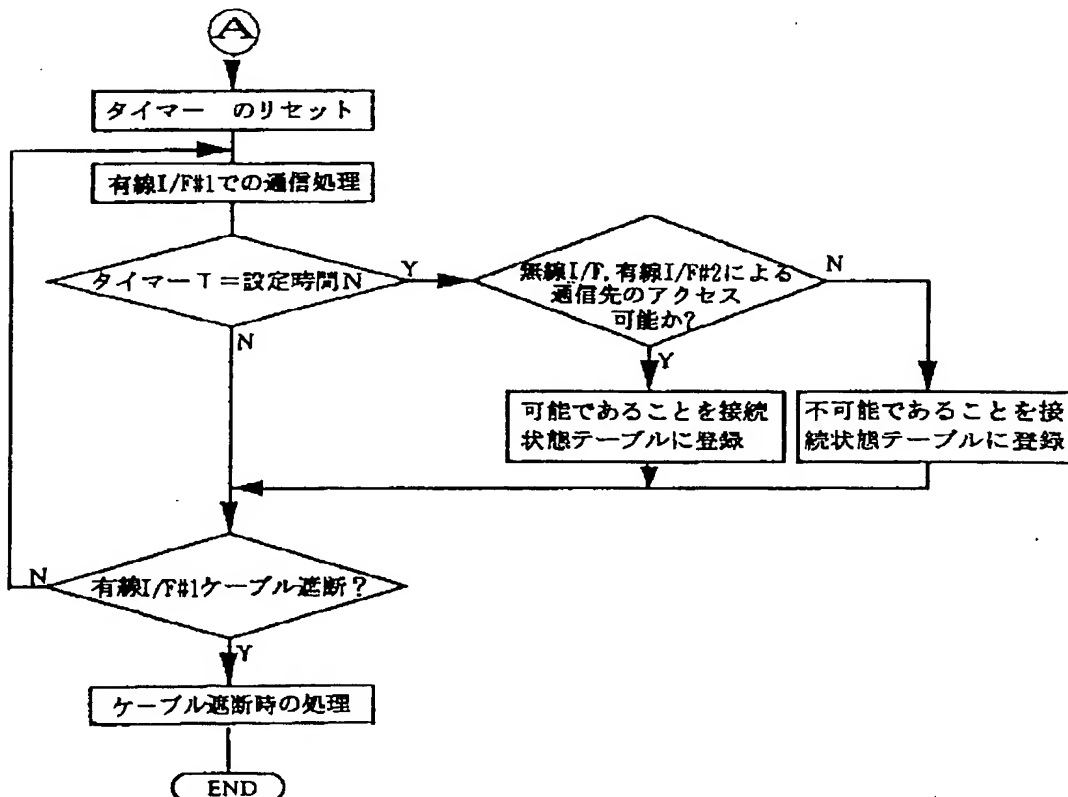 A
タイマー のリセット
有線I/F#1での通信処理
タイマーT=設定時間N
Y
N
無線I/F.有線I/F#2による
通信先のアクセス
可能か?
N
Y
可能であることを接続
状態テーブルに登録
不可能であることを接
続状態テーブルに登録
有線I/F#1ケーブル遮断?
N
Y
ケーブル遮断時の処理
END